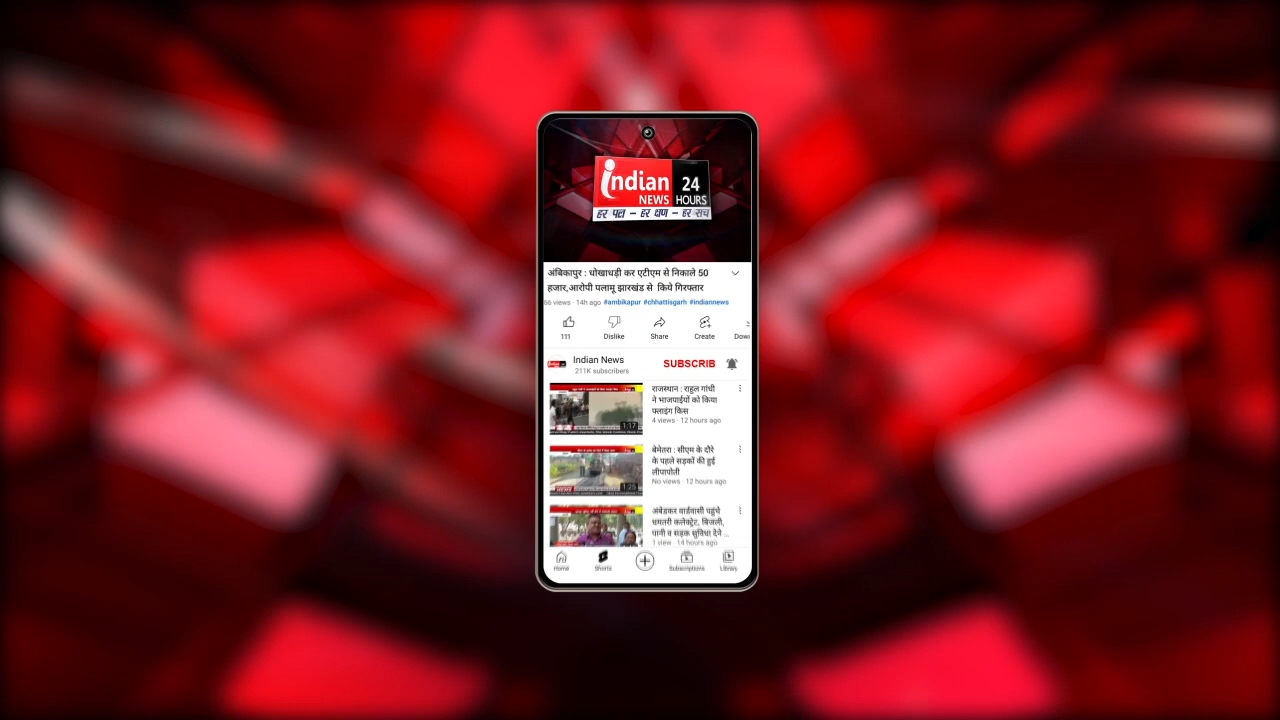 indian
NEWS
24
HOURS
हर पल – हर क्षण – हर सच
अंबिकापुर : धोखाधड़ी कर एटीएम से निकाले 50
हजार,आरोपी पलामू झारखंड से किये गिरफ्तार
66 views · 14h ago #ambikapur #chhattisgarh #indiannews
111
Dislike
Share
Create
Down
Indian News
211K subscribers
SUBSCRIB
राजस्थान : राहुल गांधी
ने भाजपाईयों को किया
फ्लाइंग किस
4 views · 12 hours ago
1:17
बेमेतरा : सीएम के दौरे
के पहले सड़कों की हुई
लीपापोती
No views · 12 hours ago
1:25
अंबेडकर वार्डवासी पहुंचे
धमतरी कलेक्ट्रेट, बिजली,
पानी व सड़क सुविधा देने ...
1 view · 14 hours ago
Home
Shorts
Subscriptions
Library